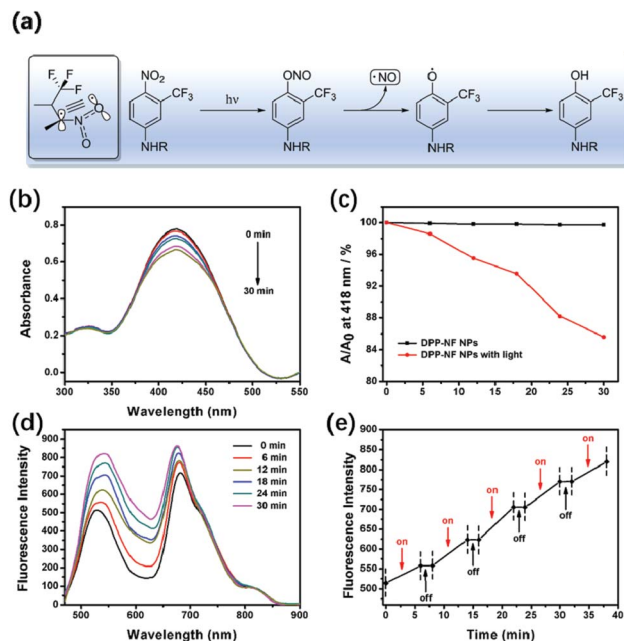 (a)
F
F
F
N
O
O
NO₂
CF₃
NHR
hν
ONO
CF₃
NHR
·NO
O·
CF₃
NHR
OH
CF₃
NHR
(b)
Absorbance
0.8
0.6
0.4
0.2
0.0
0 min
30 min
300 350 400 450 500 550
Wavelength (nm)
(c)
A/A₀ at 418 nm / %
100
96
92
88
84
80
DPP-NF NPs
DPP-NF NPs with light
0 5 10 15 20 25 30
Time (min)
(d)
Fluorescence Intensity
900
800
700
600
500
400
300
200
100
0
0 min
6 min
12 min
18 min
24 min
30 min
500 600 700 800 900
Wavelength (nm)
(e)
Fluorescence Intensity
850
800
750
700
650
600
550
500
on
on
on
on
on
off
off
off
off
0 5 10 15 20 25 30 35 40
Time (min)